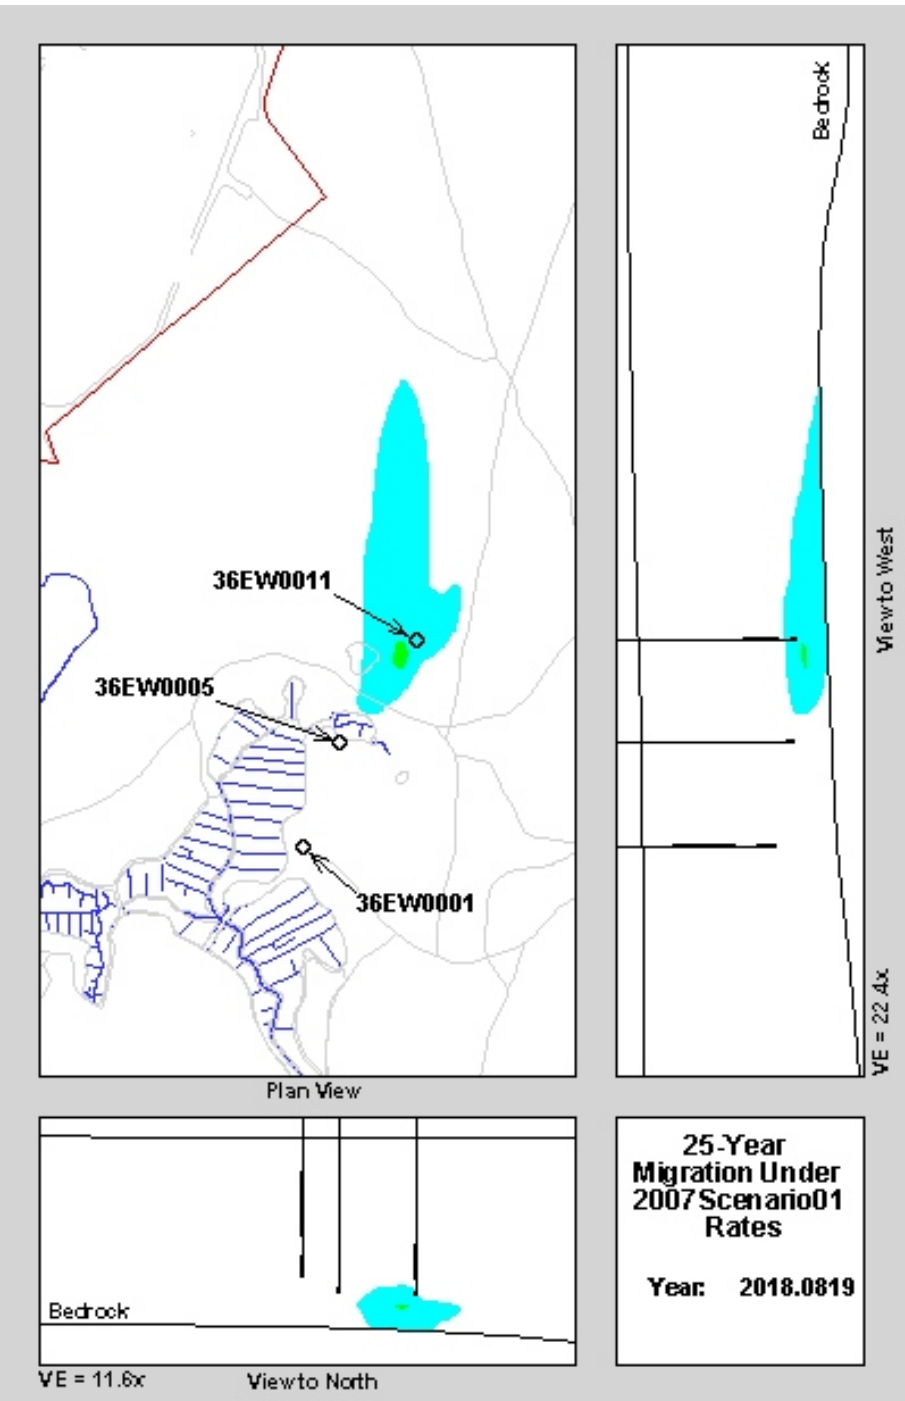 Bedrock
36EW0011
36EW0005
36EW0001
View to West
VE = 22.4x
Plan View
Bedrock
VE = 11.6x
View to North
25-Year
Migration Under
2007Scenario01
Rates
Year: 2018.0819